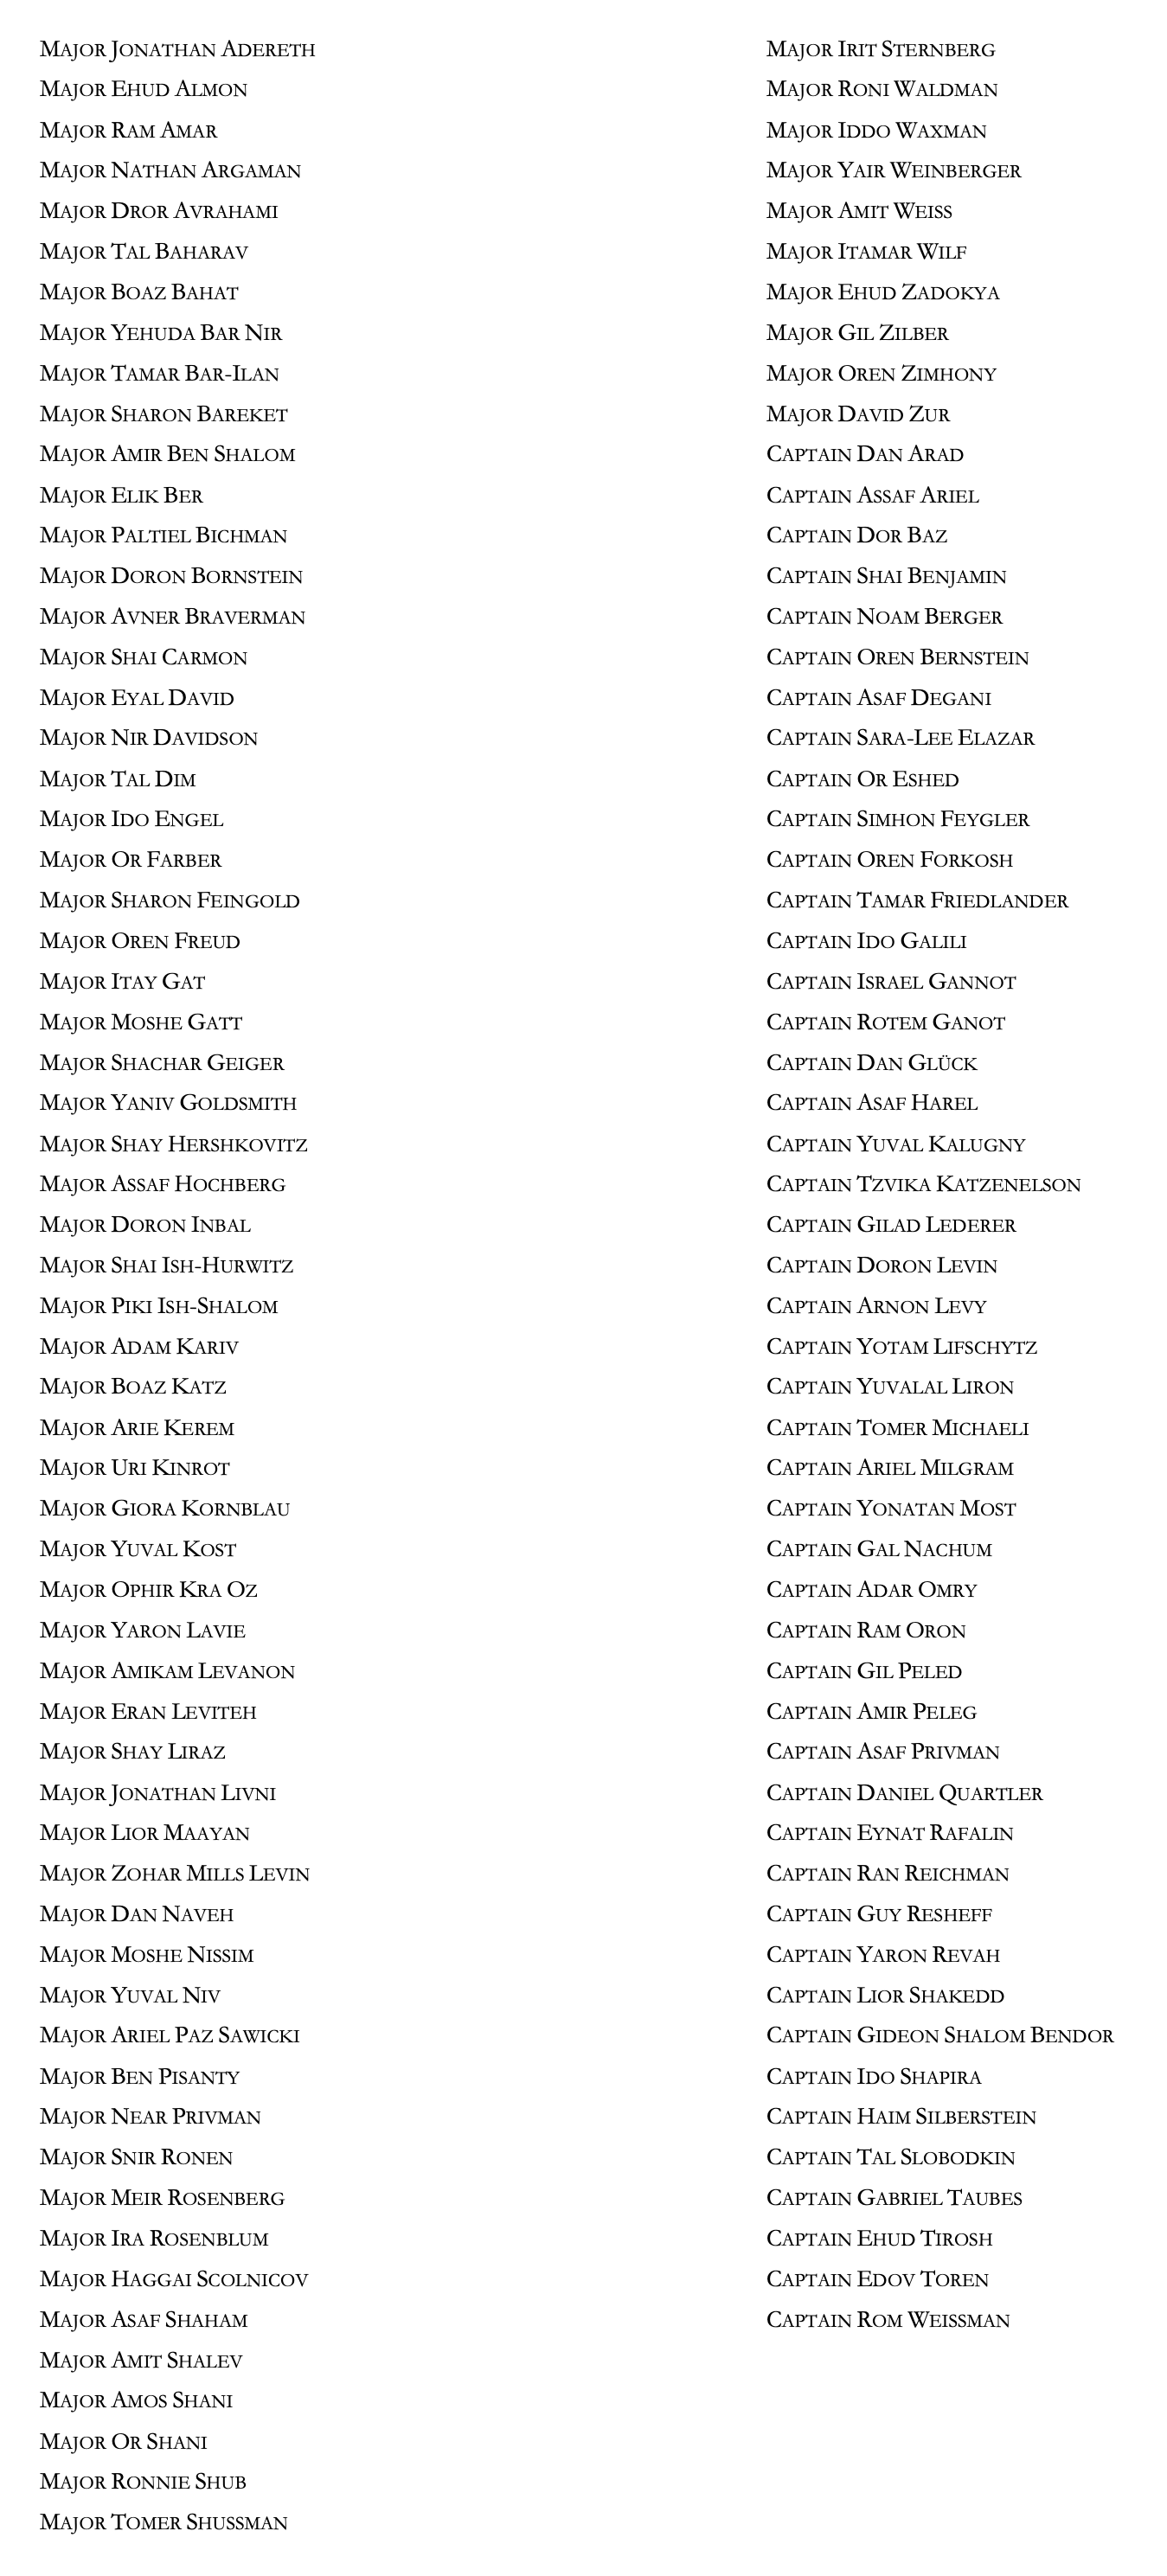 Major Jonathan Adereth
Major Ehud Almon
Major Ram Amar
Major Nathan Argaman
Major Dror Avrahami
Major Tal Baharav
Major Boaz Bahat
Major Yehuda Bar Nir
Major Tamar Bar-Ilan
Major Sharon Bareket
Major Amir Ben Shalom
Major Elik Ber
Major Paltiel Bichman
Major Doron Bornstein
Major Avner Braverman
Major Shai Carmon
Major Eyal David
Major Nir Davidson
Major Tal Dim
Major Ido Engel
Major Or Farber
Major Sharon Feingold
Major Oren Freud
Major Itay Gat
Major Moshe Gatt
Major Shachar Geiger
Major Yaniv Goldsmith
Major Shay Hershkovitz
Major Assaf Hochberg
Major Doron Inbal
Major Shai Ish-Hurwitz
Major Piki Ish-Shalom
Major Adam Kariv
Major Boaz Katz
Major Arie Kerem
Major Uri Kinrot
Major Giora Kornblau
Major Yuval Kost
Major Ophir Kra Oz
Major Yaron Lavie
Major Amikam Levanon
Major Eran Leviteh
Major Shay Liraz
Major Jonathan Livni
Major Lior Maayan
Major Zohar Mills Levin
Major Dan Naveh
Major Moshe Nissim
Major Yuval Niv
Major Ariel Paz Sawicki
Major Ben Pisanty
Major Near Privman
Major Snir Ronen
Major Meir Rosenberg
Major Ira Rosenblum
Major Haggai Scolnicov
Major Asaf Shaham
Major Amit Shalev
Major Amos Shani
Major Or Shani
Major Ronnie Shub
Major Tomer Shussman
Major Irit Sternberg
Major Roni Waldman
Major Iddo Waxman
Major Yair Weinberger
Major Amit Weiss
Major Itamar Wilf
Major Ehud Zadokya
Major Gil Zilber
Major Oren Zimhony
Major David Zur
Captain Dan Arad
Captain Assaf Ariel
Captain Dor Baz
Captain Shai Benjamin
Captain Noam Berger
Captain Oren Bernstein
Captain Asaf Degani
Captain Sara-Lee Elazar
Captain Or Eshed
Captain Simhon Feygler
Captain Oren Forkosh
Captain Tamar Friedlander
Captain Ido Galili
Captain Israel Gannot
Captain Rotem Ganot
Captain Dan Glück
Captain Asaf Harel
Captain Yuval Kalugny
Captain Tzvika Katzenelson
Captain Gilad Lederer
Captain Doron Levin
Captain Arnon Levy
Captain Yotam Lifschytz
Captain Yuvalal Liron
Captain Tomer Michaeli
Captain Ariel Milgram
Captain Yonatan Most
Captain Gal Nachum
Captain Adar Omry
Captain Ram Oron
Captain Gil Peled
Captain Amir Peleg
Captain Asaf Privman
Captain Daniel Quartler
Captain Eynat Rafalin
Captain Ran Reichman
Captain Guy Resheff
Captain Yaron Revah
Captain Lior Shakedd
Captain Gideon Shalom Bendor
Captain Ido Shapira
Captain Haim Silberstein
Captain Tal Slobodkin
Captain Gabriel Taubes
Captain Ehud Tirosh
Captain Edov Toren
Captain Rom Weissman